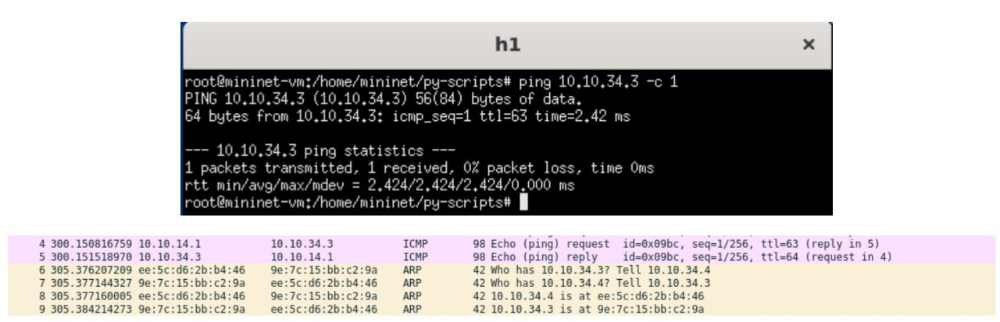 h1
×
root@mininet-vm:/home/mininet/py-scripts# ping 10.10.34.3 -c 1
PING 10.10.34.3 (10.10.34.3) 56(84) bytes of data.
64 bytes from 10.10.34.3: icmp_seq=1 ttl=63 time=2.42 ms
--- 10.10.34.3 ping statistics ---
1 packets transmitted, 1 received, 0% packet loss, time 0ms
rtt min/avg/max/mdev = 2.424/2.424/2.424/0.000 ms
root@mininet-vm:/home/mininet/py-scripts#
4 300.150816759 10.10.14.1 10.10.34.3 ICMP 98 Echo (ping) request id=0x09bc, seq=1/256, ttl=63 (reply in 5)
5 300.151518970 10.10.34.3 10.10.14.1 ICMP 98 Echo (ping) reply id=0x09bc, seq=1/256, ttl=64 (request in 4)
6 305.376207209 ee:5c:d6:2b:b4:46 9e:7c:15:bb:c2:9a ARP 42 Who has 10.10.34.3? Tell 10.10.34.4
7 305.377144327 9e:7c:15:bb:c2:9a ee:5c:d6:2b:b4:46 ARP 42 Who has 10.10.34.4? Tell 10.10.34.3
8 305.377160005 ee:5c:d6:2b:b4:46 9e:7c:15:bb:c2:9a ARP 42 10.10.34.4 is at ee:5c:d6:2b:b4:46
9 305.384214273 9e:7c:15:bb:c2:9a ee:5c:d6:2b:b4:46 ARP 42 10.10.34.3 is at 9e:7c:15:bb:c2:9a